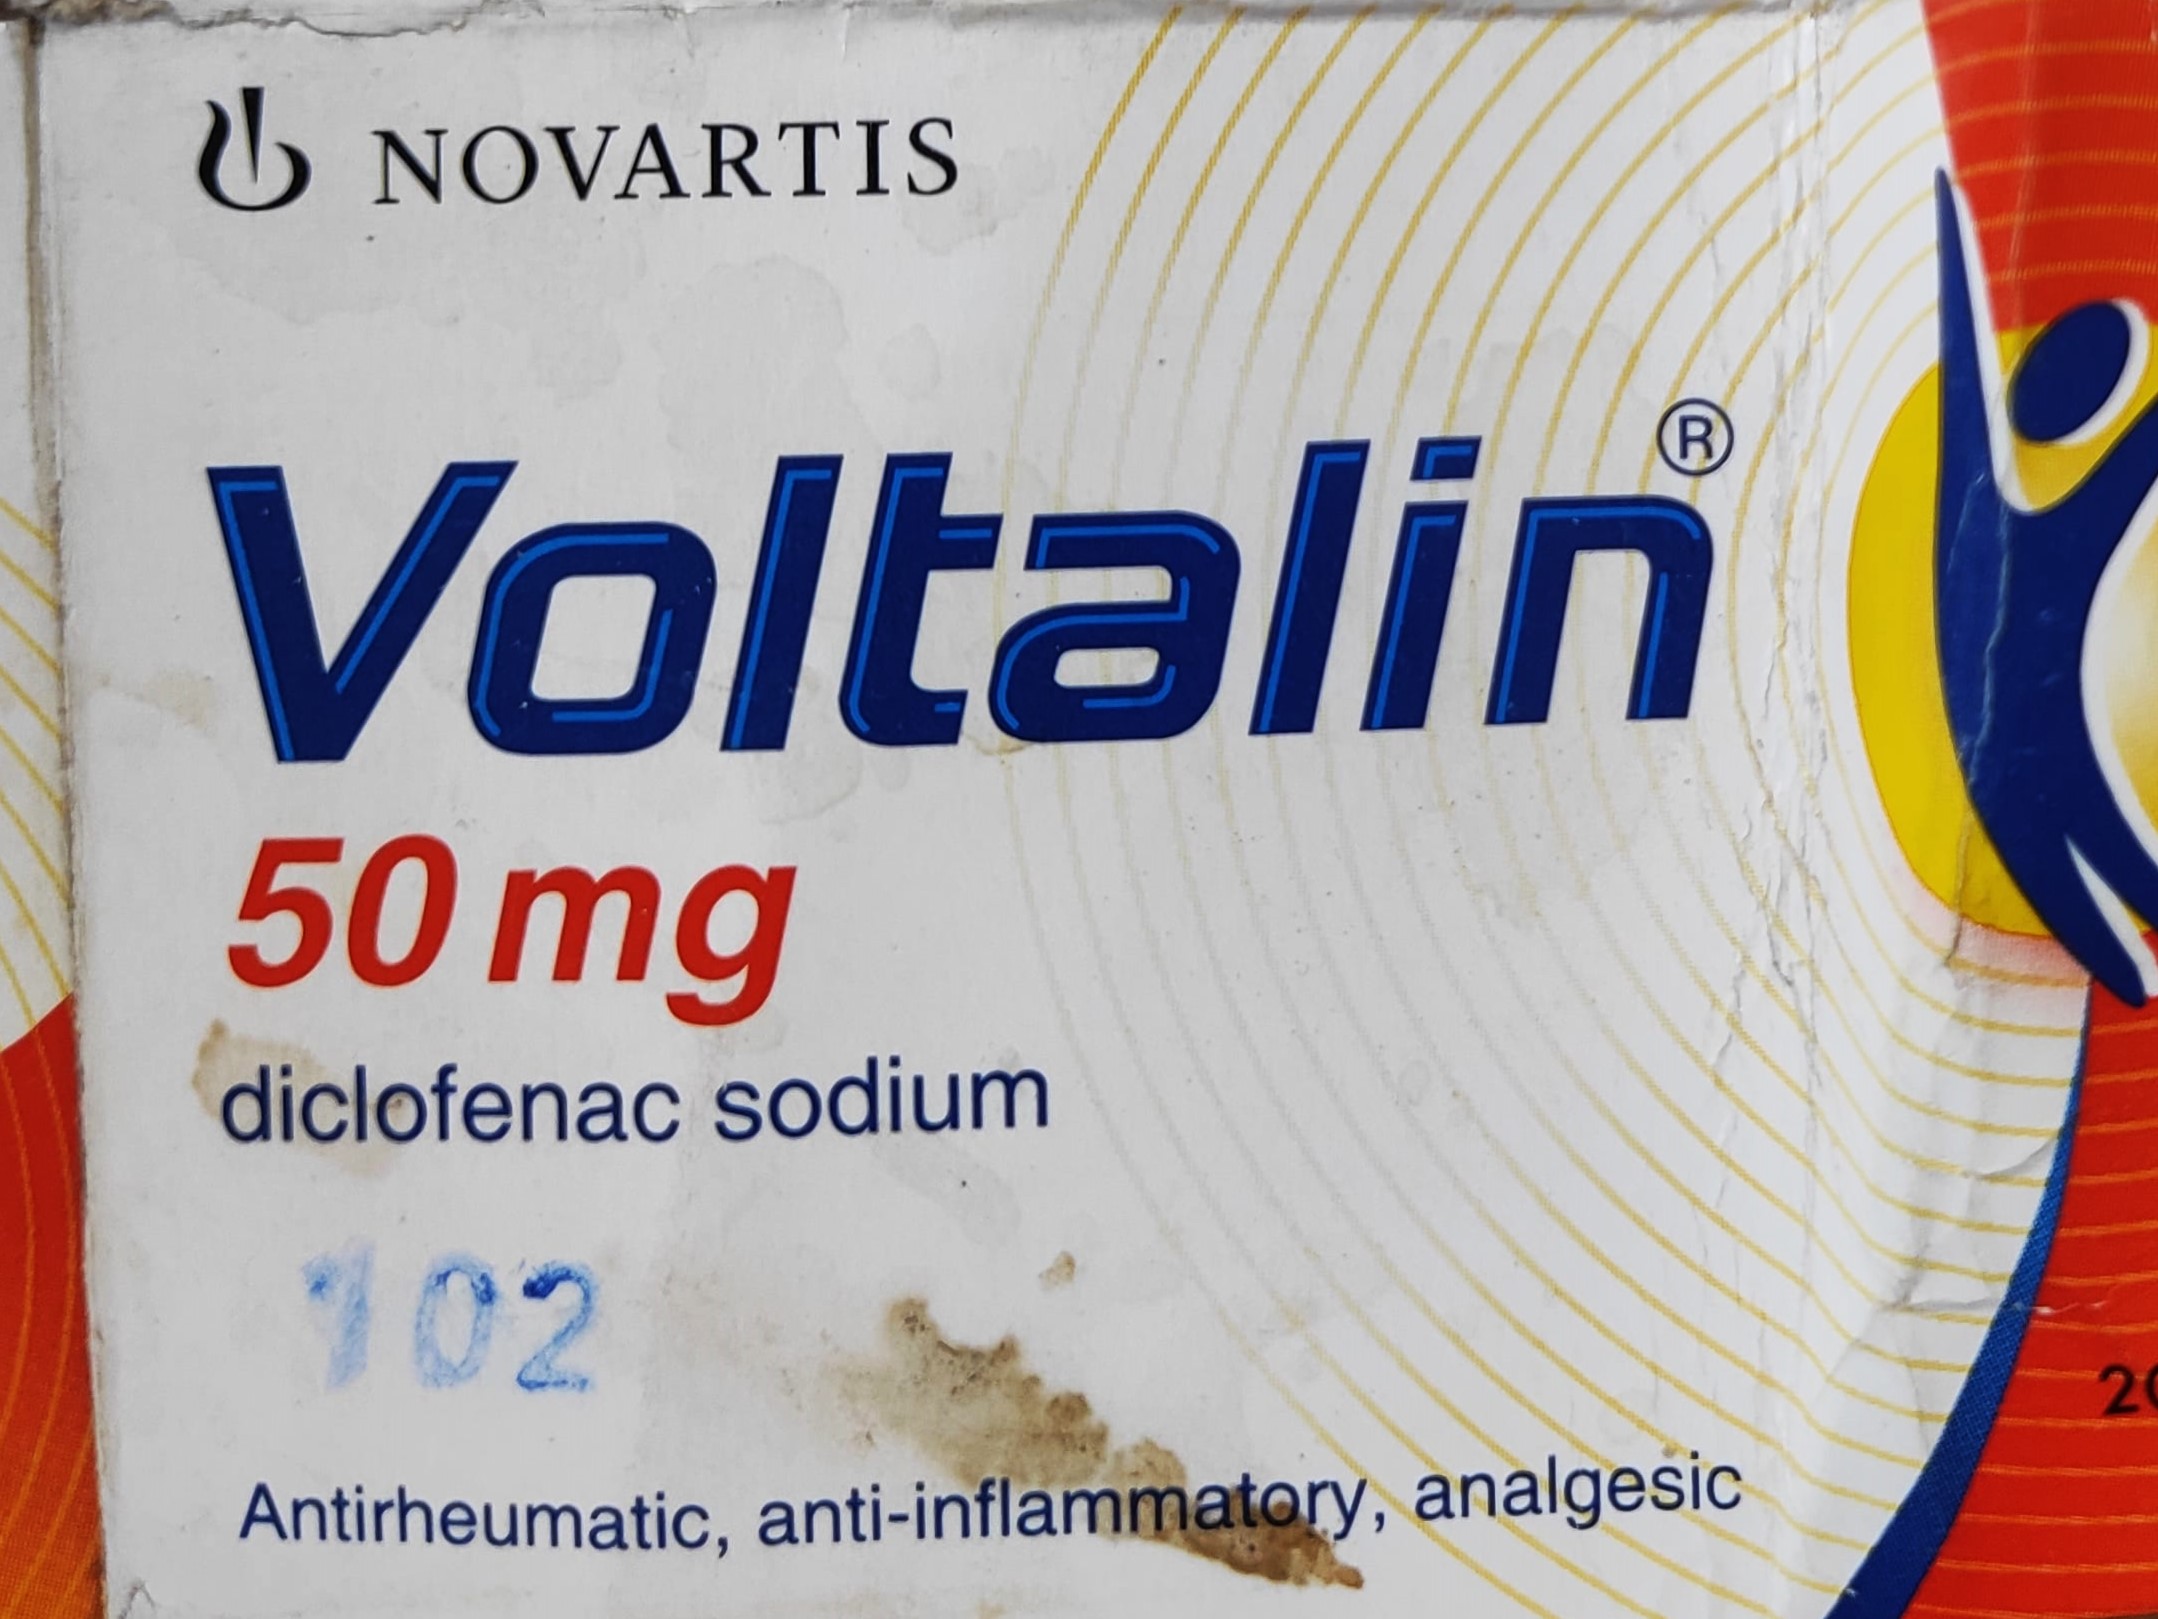 NOVARTIS
Voltalin®
50 mg
diclofenac sodium
102
Antirheumatic, anti-inflammatory, analgesic